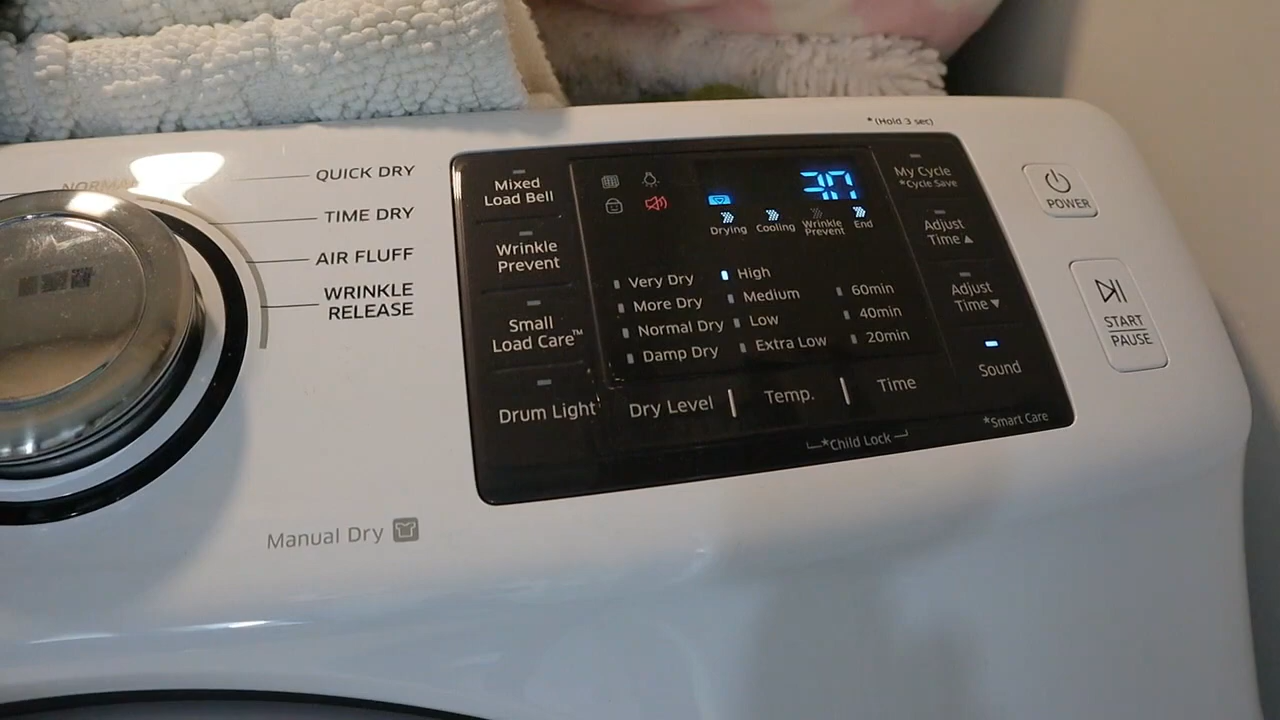 *(Hold 3 sec)
NORMAL
QUICK DRY
TIME DRY
AIR FLUFF
WRINKLE
RELEASE
Manual Dry
Mixed
Load Bell
Wrinkle
Prevent
Small
Load Care™
Drum Light
30
Drying
Cooling
Wrinkle
Prevent
End
Very Dry
More Dry
Normal Dry
Damp Dry
High
Medium
Low
Extra Low
60min
40min
20min
Dry Level
Temp.
Time
*Child Lock
My Cycle
*Cycle Save
Adjust
Time▲
Adjust
Time▼
Sound
*Smart Care
POWER
START
PAUSE